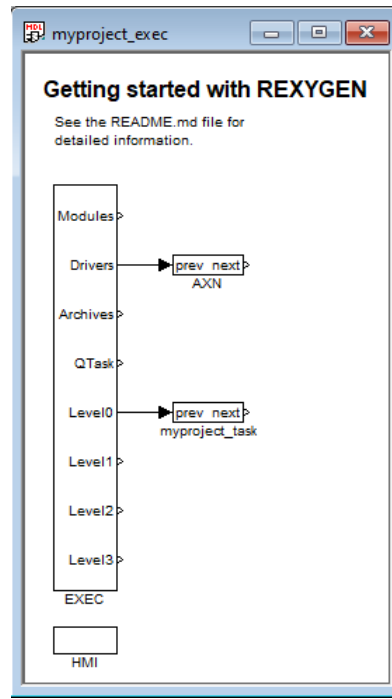 MDL
myproject_exec
Getting started with REXYGEN
See the README.md file for
detailed information.
Modules
Drivers
prev next
AXN
Archives
QTask
Level0
prev next
myproject_task
Level1
Level2
Level3
EXEC
HMI